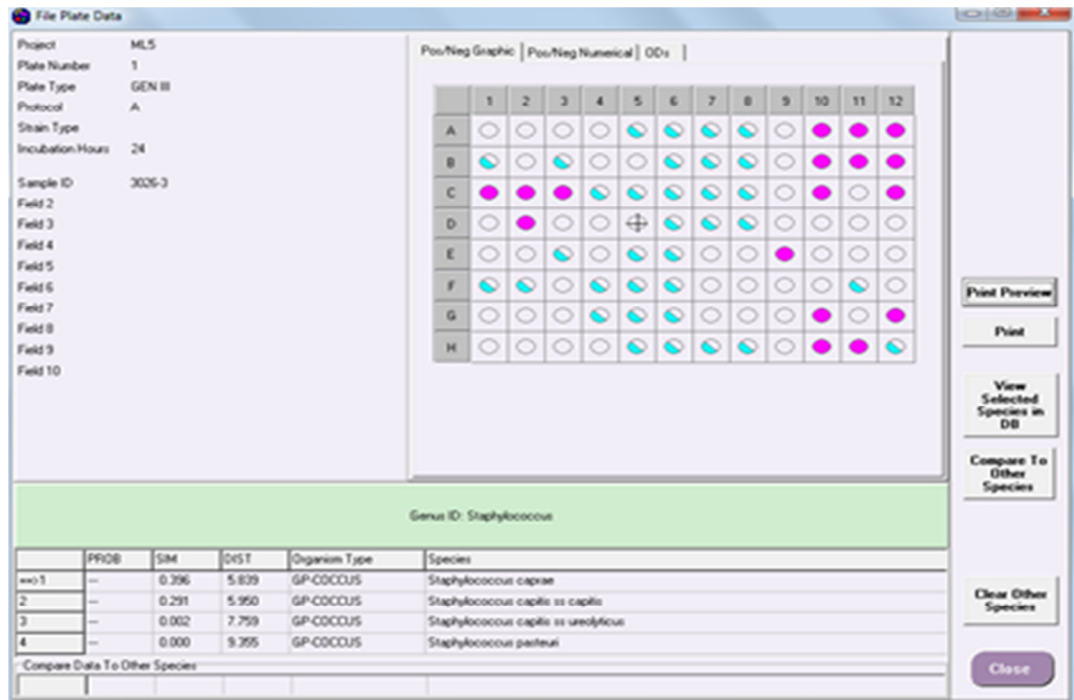 File Plate Data
Project ML5
Plate Number 1
Plate Type GEN III
Protocol A
Strain Type
Incubation Hours 24
Sample ID 3026-3
Field 2
Field 3
Field 4
Field 5
Field 6
Field 7
Field 8
Field 9
Field 10
Pos/Neg Graphic Pos/Neg Numerical ODs
1 2 3 4 5 6 7 8 9 10 11 12
A
B
C
D
E
F
G
H
Print Preview
Print
View
Selected
Species in
DB
Compare To
Other
Species
Genus ID: Staphylococcus
PROB SIM DIST Organism Type Species
==>1 --- 0.396 5.839 GP-COCCUS Staphylococcus caprae
2 --- 0.291 5.950 GP-COCCUS Staphylococcus capitis ss capitis
3 --- 0.002 7.759 GP-COCCUS Staphylococcus capitis ss ureolyticus
4 --- 0.000 9.355 GP-COCCUS Staphylococcus pasteuri
Clear Other
Species
Compare Data To Other Species
Close